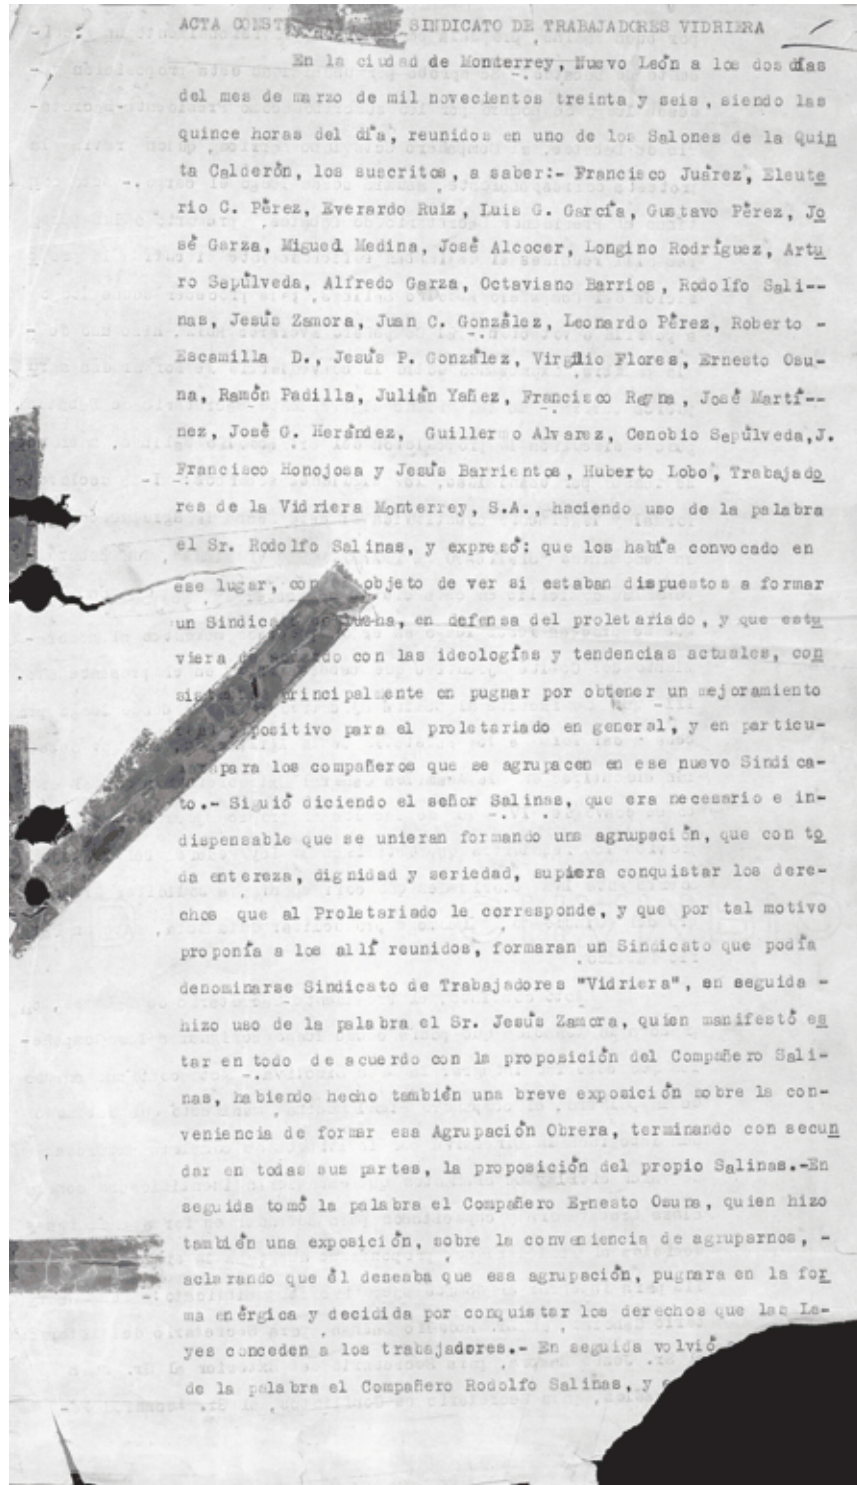 ACTA CONST SINDICATO DE TRABAJADORES VIDRIERA
En la ciudad de Monterrey, Nuevo León a los dos días
del mes de marzo de mil novecientos treinta y seis, siendo las
quince horas del día, reunidos en uno de los Salones de la Quin
ta Calderón, los suscritos, a saber:- Francisco Juárez, Eleute
rio C. Pérez, Everardo Ruiz, Luis G. García, Gustavo Pérez, Jo
sé Garza, Miguel Medina, José Alcocer, Longino Rodríguez, Artu
ro Sepúlveda, Alfredo Garza, Octaviano Barrios, Rodolfo Sali--
nas, Jesús Zamora, Juan C. González, Leonardo Pérez, Roberto -
Escamilla D., Jesús P. González, Virgilio Flores, Ernesto Osu-
na, Ramón Padilla, Julián Yañez, Francisco Reyna, José Martí--
nez, José G. Herández, Guiller o Alvarez, Cenobio Sepúlveda, J.
Francisco Honojosa y Jesús Barrientos, Huberto Lobo, Trabajado
res de la Vidriera Monterrey, S.A., haciendo uso de la palabra
el Sr. Rodolfo Salinas, y expresó: que los había convocado en
ese lugar, con objeto de ver si estaban dispuestos a formar
un Sindicato en defensa del proletariado, y que estu
viera de acuerdo con las ideologías y tendencias actuales, con
principalmente en pugnar por obtener un mejoramiento
positivo para el proletariado en general, y en particu-
para los compañeros que se agrupacen en ese nuevo Sindica-
to.- Siguió diciendo el señor Salinas, que era necesario e in-
dispensable que se unieran formando una agrupación, que con to
da entereza, dignidad y seriedad, supiera conquistar los dere-
chos que al Proletariado le corresponde, y que por tal motivo
proponía a los allí reunidos, formaran un Sindicato que podía
denominarse Sindicato de Trabajadores "Vidriera", en seguida -
hizo uso de la palabra el Sr. Jesús Zamora, quien manifestó es
tar en todo de acuerdo con la proposición del Compañero Sali-
nas, habiendo hecho también una breve exposición sobre la con-
veniencia de formar esa Agrupación Obrera, terminando con secun
dar en todas sus partes, la proposición del propio Salinas.-En
seguida tomó la palabra el Compañero Ernesto Osuna, quien hizo
también una exposición, sobre la conveniencia de agruparnos, -
aclarando que él deseaba que esa agrupación, pugnara en la for
ma enérgica y decidida por conquistar los derechos que las Le-
yes conceden a los trabajadores.- En seguida volvió
de la palabra el Compañero Rodolfo Salinas, y